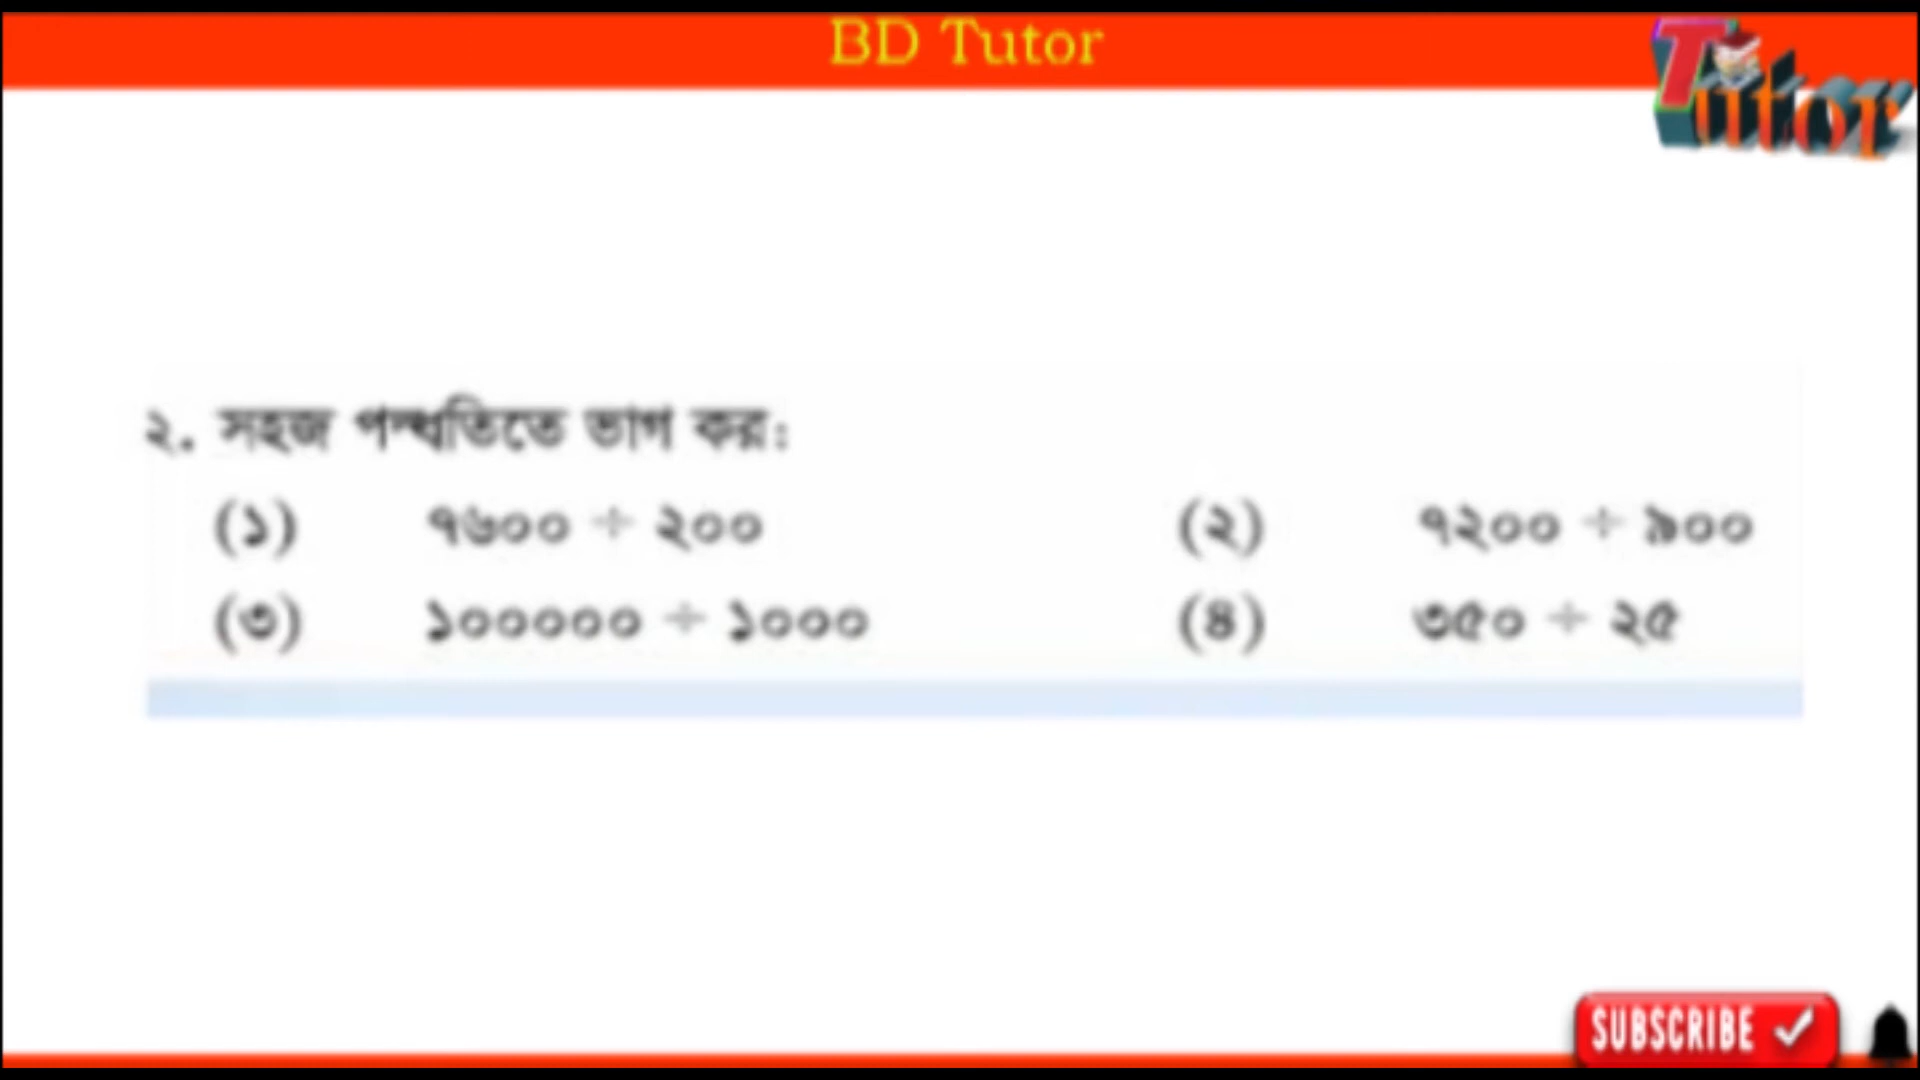 BD Tutor
Tutor
২. সহজ পদ্ধতিতে ভাগ কর:
(১) ৭৬০০ ÷ ২০০ (২) ৭২০০ ÷ ৯০০
(৩) ১০০০০০ ÷ ১০০০ (৪) ৩৫০ ÷ ২৫
SUBSCRIBE